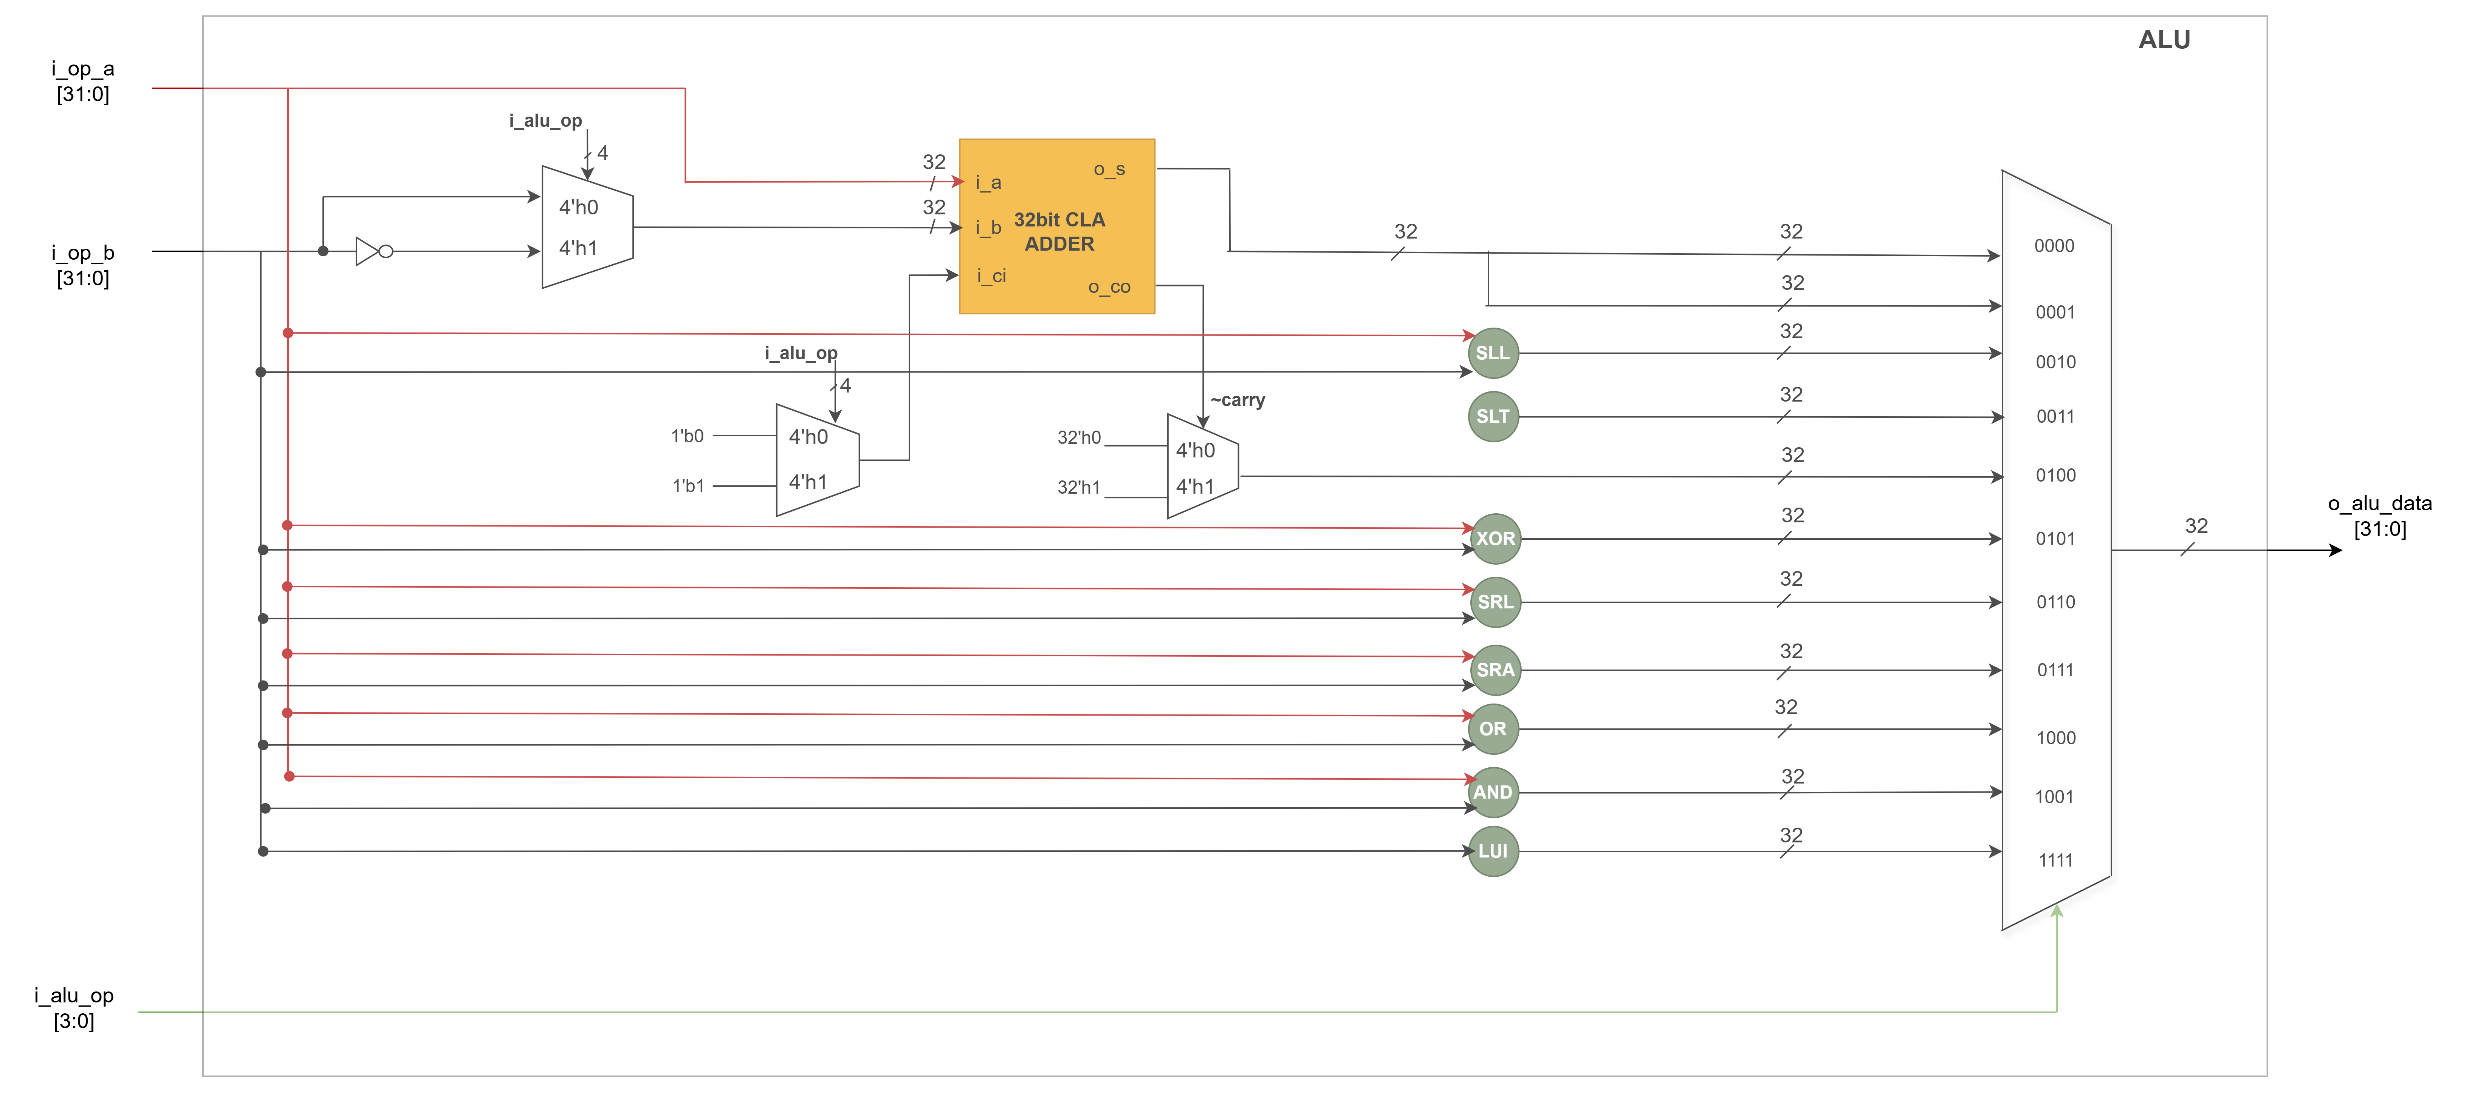 ALU
i_op_a
[31:0]
i_alu_op
4
4'h0
4'h1
i_op_b
[31:0]
32
i_a
32
i_b
i_ci
32bit CLA
ADDER
o_s
o_co
32
32
0000
32
0001
SLL
32
0010
i_alu_op
4
1'b0
4'h0
1'b1
4'h1
~carry
32'h0
4'h0
32'h1
4'h1
SLT
32
0011
32
0100
XOR
32
0101
SRL
32
0110
SRA
32
0111
OR
32
1000
AND
32
1001
LUI
32
1111
32
o_alu_data
[31:0]
i_alu_op
[3:0]